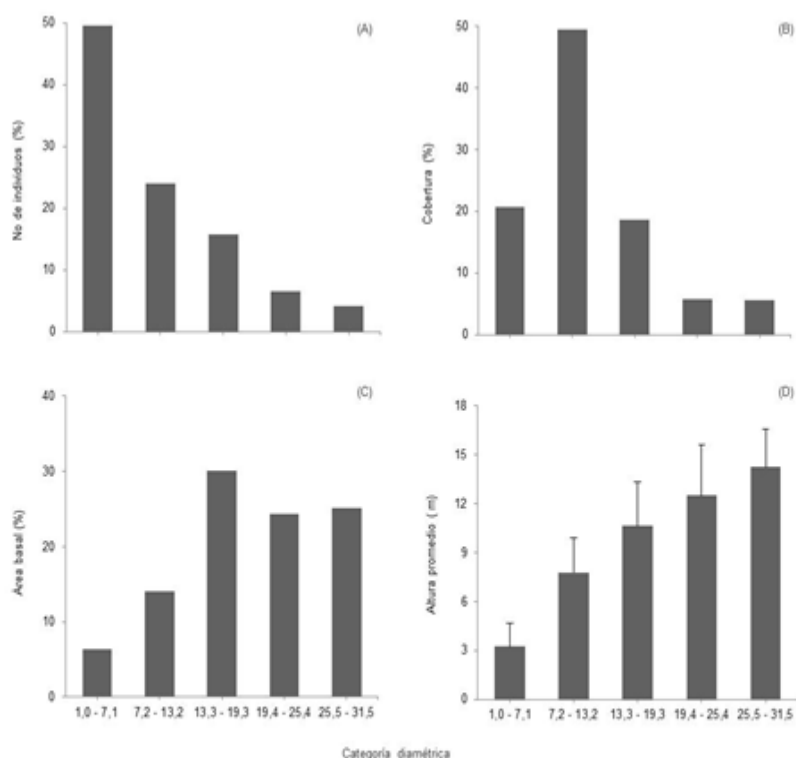 (A)
No de individuos (%)
50
40
30
20
10
0
(B)
Cobertura (%)
50
40
30
20
10
0
(C)
Area basal (%)
40
30
20
10
0
1,0 - 7,1 7,2 - 13,2 13,3 - 19,3 19,4 - 25,4 25,5 - 31,5
(D)
Altura promedio ( m)
18
15
12
9
6
3
0
1,0 - 7,1 7,2 - 13,2 13,3 - 19,3 19,4 - 25,4 25,5 - 31,5
Categoría diamétrica